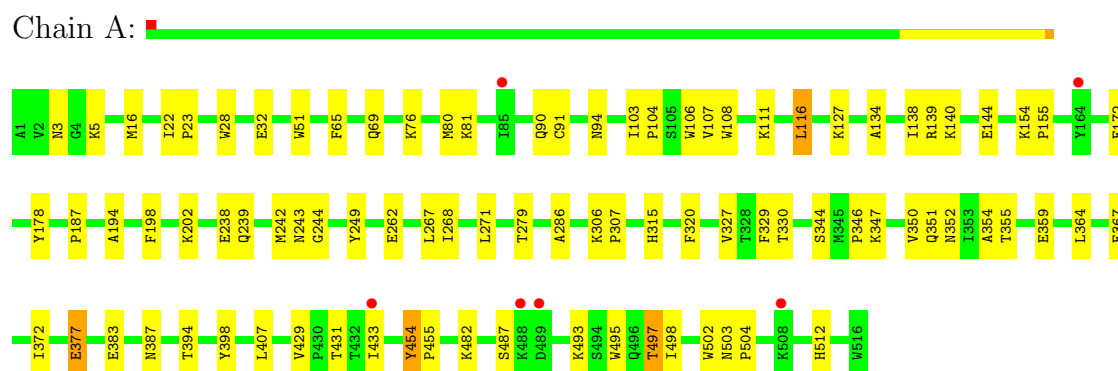 Chain A:
A1 V2 N3 G4 K5 M16 I22 P23 W28 E32 W51 F65 Q69 K76 M80 K81 I85 Q90 C91 N94 I103 P104 S105 W106 V107 W108 K111 L116 K127 A134 I138 R139 K140 E144 K154 P155 Y164
Y178 P187 A194 F198 K202 E238 Q239 M242 N243 G244 Y249 E262 L267 I268 L271 T279 A286 K306 P307 H315 F320 V327 T328 F329 T330 S344 M345 P346 K347 V350 Q351 N352 I353 A354 T355 E359 L364
I372 E377 E383 N387 T394 Y398 L407 V429 P430 T431 T432 I433 Y454 P455 K482 S487 K488 D489 K493 S494 W495 Q496 T497 I498 W502 N503 P504 K508 H512 W516